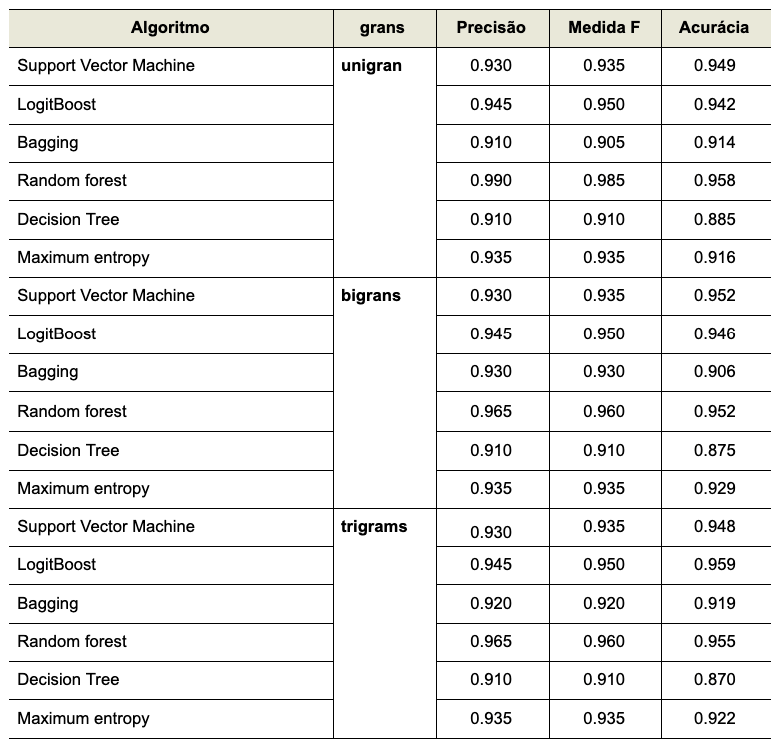 Algoritmo grans Precisão Medida F Acurácia
Support Vector Machine unigran 0.930 0.935 0.949
LogitBoost 0.945 0.950 0.942
Bagging 0.910 0.905 0.914
Random forest 0.990 0.985 0.958
Decision Tree 0.910 0.910 0.885
Maximum entropy 0.935 0.935 0.916
Support Vector Machine bigrans 0.930 0.935 0.952
LogitBoost 0.945 0.950 0.946
Bagging 0.930 0.930 0.906
Random forest 0.965 0.960 0.952
Decision Tree 0.910 0.910 0.875
Maximum entropy 0.935 0.935 0.929
Support Vector Machine trigrams 0.930 0.935 0.948
LogitBoost 0.945 0.950 0.959
Bagging 0.920 0.920 0.919
Random forest 0.965 0.960 0.955
Decision Tree 0.910 0.910 0.870
Maximum entropy 0.935 0.935 0.922